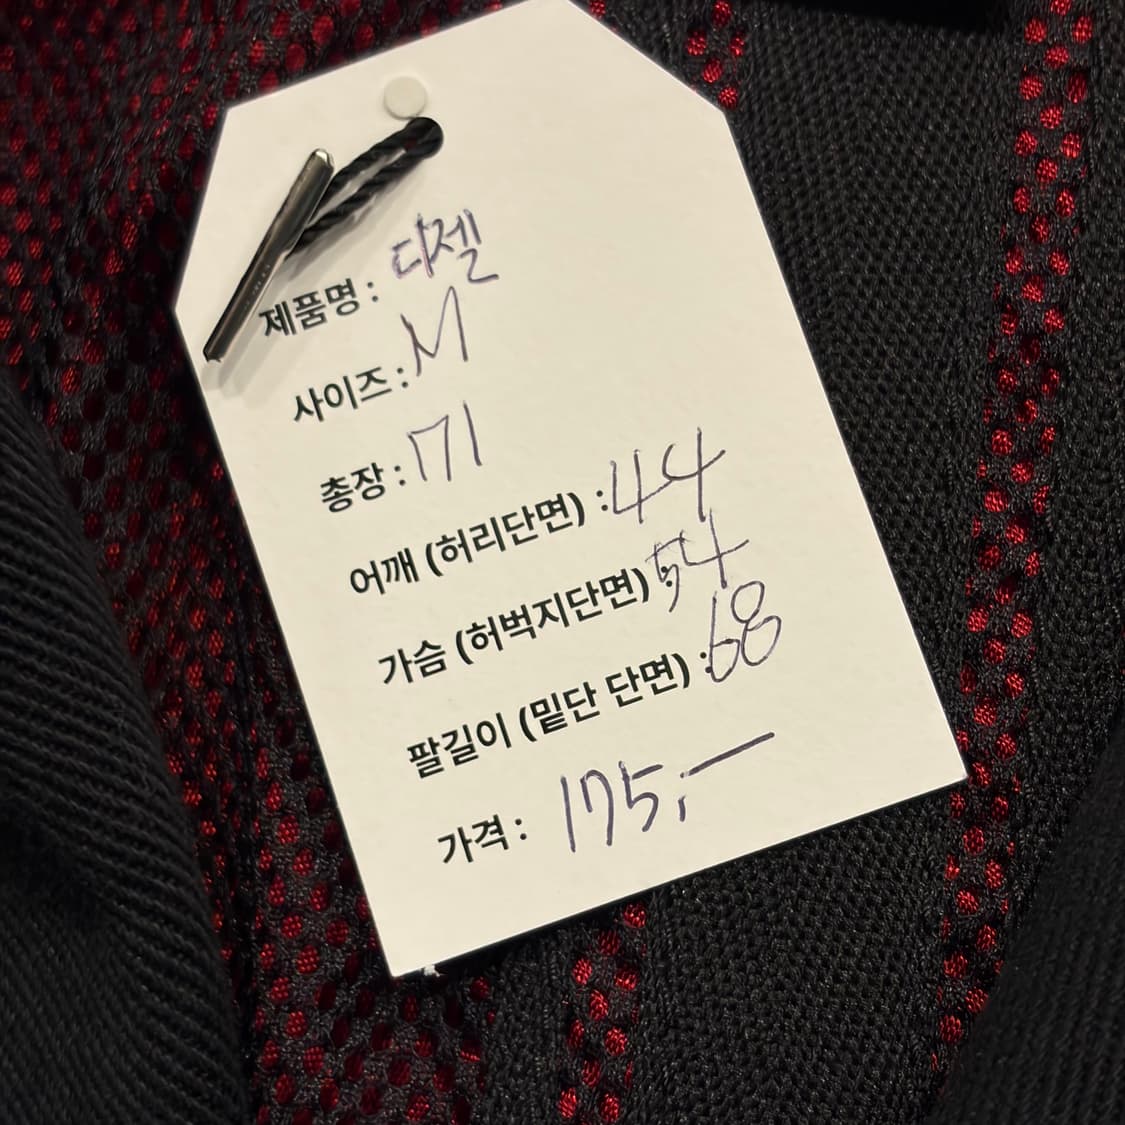 제품명 : 디젤
사이즈 : M
총장 : 171
어깨 (허리단면) : 44
가슴 (허벅지단면) : 54
팔길이 (밑단 단면) : 68
가격 : 175,—